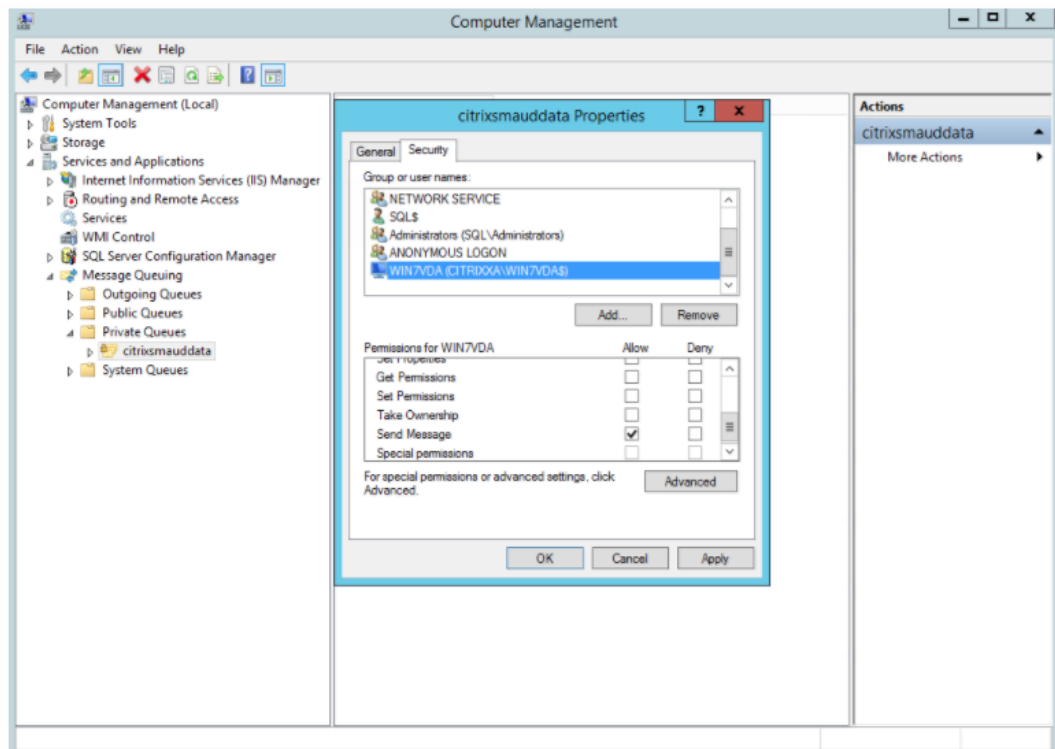 Computer Management
File Action View Help
Computer Management (Local)
System Tools
Storage
Services and Applications
Internet Information Services (IIS) Manager
Routing and Remote Access
Services
WMI Control
SQL Server Configuration Manager
Message Queuing
Outgoing Queues
Public Queues
Private Queues
citrixsmauddata
System Queues
citrixsmauddata Properties
? x
General Security
Group or user names:
NETWORK SERVICE
SQL$
Administrators (SQL\Administrators)
ANONYMOUS LOGON
WIN7VDA (CITRIXXA\WIN7VDA$)
Add... Remove
Permissions for WIN7VDA Allow Deny
Set Properties
Get Permissions
Set Permissions
Take Ownership
Send Message
Special permissions
For special permissions or advanced settings, click
Advanced.
Advanced
OK Cancel Apply
Actions
citrixsmauddata
More Actions